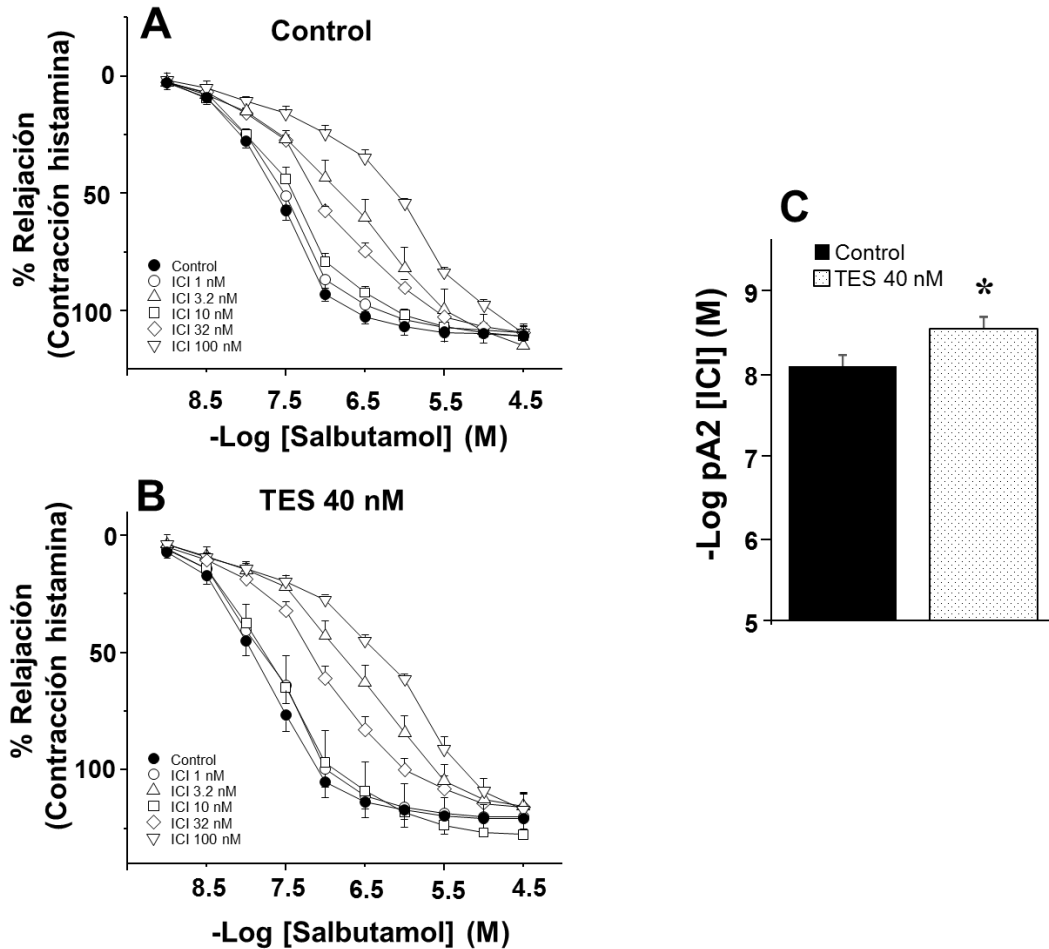 A
Control
% Relajación
(Contracción histamina)
0
50
100
Control
ICI 1 nM
ICI 3.2 nM
ICI 10 nM
ICI 32 nM
ICI 100 nM
8.5 7.5 6.5 5.5 4.5
-Log [Salbutamol] (M)
B
TES 40 nM
% Relajación
(Contracción histamina)
0
50
100
Control
ICI 1 nM
ICI 3.2 nM
ICI 10 nM
ICI 32 nM
ICI 100 nM
8.5 7.5 6.5 5.5 4.5
-Log [Salbutamol] (M)
C
Control
TES 40 nM
*
-Log pA2 [ICI] (M)
9
8
7
6
5